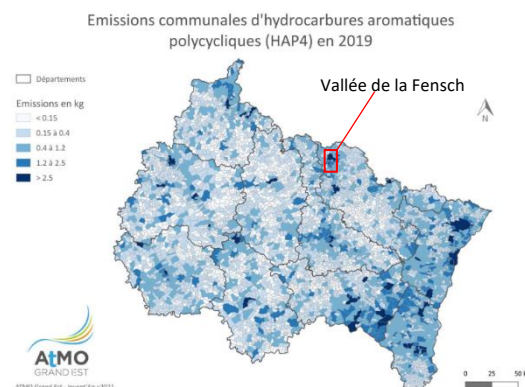 Emissions communales d'hydrocarbures aromatiques
polycycliques (HAP4) en 2019
Départements
Vallée de la Fensch
Emissions en kg
< 0.15
0.15 à 0.4
0.4 à 1.2
1.2 à 2.5
> 2.5
N
ATMO
GRAND EST
0 25 50